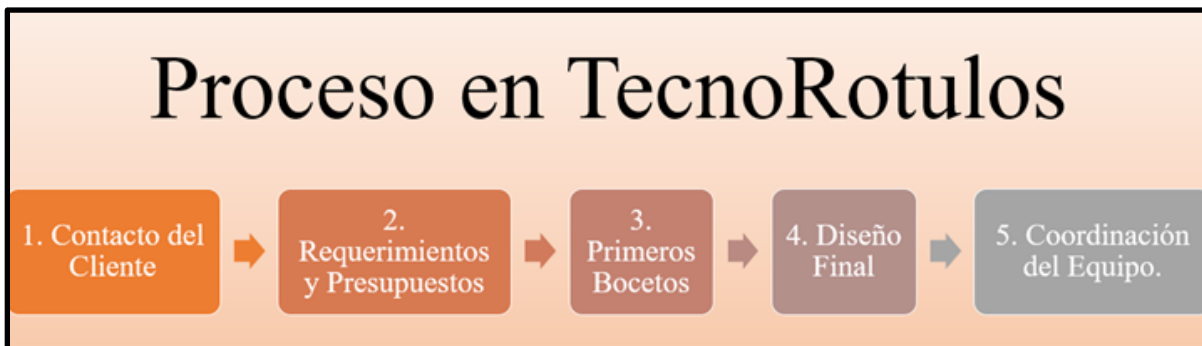 Proceso en TecnoRotulos
1. Contacto del
Cliente
2.
Requerimientos
y Presupuestos
3.
Primeros
Bocetos
4. Diseño
Final
5. Coordinación
del Equipo.